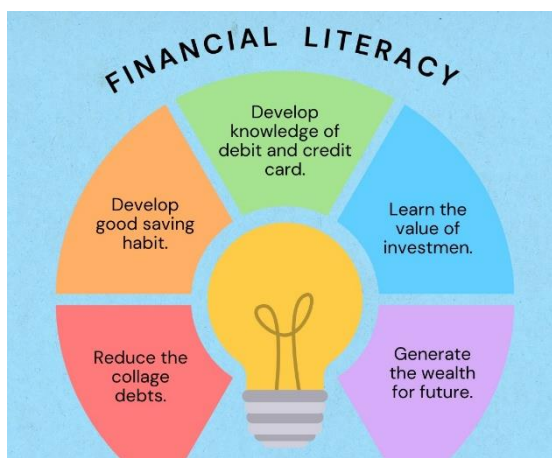 FINANCIAL LITERACY
Develop
knowledge of
debit and credit
card.
Develop
good saving
habit.
Learn the
value of
investmen.
Reduce the
collage
debts.
Generate
the wealth
for future.